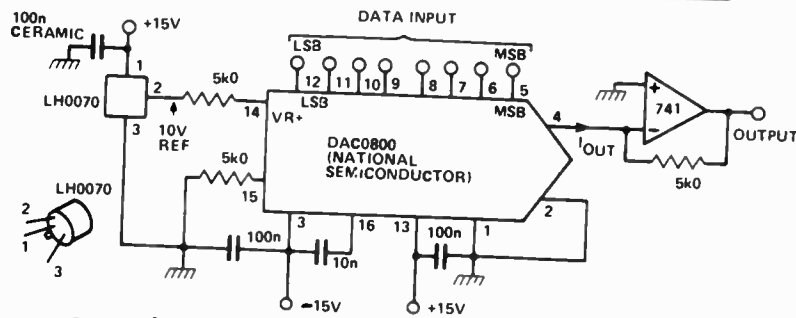 100n
CERAMIC
+15V
DATA INPUT
LSB
MSB
12
11
10
9
8
7
6
5
1
LH0070
2
3
10V
REF
5k0
14
LSB
MSB
VR+
DAC0800
(NATIONAL
SEMICONDUCTOR)
4
IOUT
+
741
−
OUTPUT
5k0
5k0
15
2
LH0070
2
1
3
100n
3
10n
16
13
100n
1
−15V
+15V